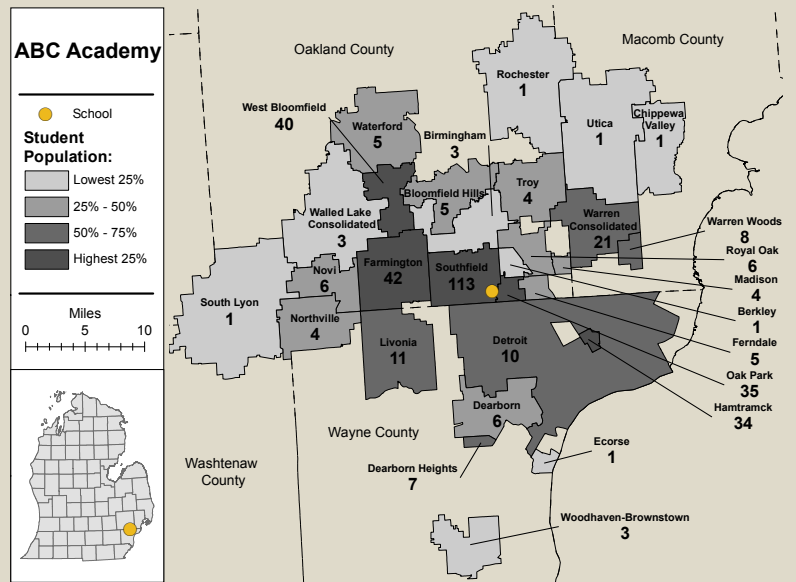 ABC Academy
School
Student
Population:
Lowest 25%
25% - 50%
50% - 75%
Highest 25%
Miles
0 5 10
Oakland County
Macomb County
Rochester
1
West Bloomfield
40
Waterford
5
Birmingham
3
Utica
1
Chippewa
Valley
1
Bloomfield Hills
5
Troy
4
Walled Lake
Consolidated
3
Warren
Consolidated
21
Warren Woods
8
Royal Oak
6
Madison
4
Berkley
1
Ferndale
5
Oak Park
35
Hamtramck
34
Farmington
42
Southfield
113
Novi
6
South Lyon
1
Northville
4
Livonia
11
Detroit
10
Dearborn
6
Wayne County
Washtenaw
County
Dearborn Heights
7
Ecorse
1
Woodhaven-Brownstown
3